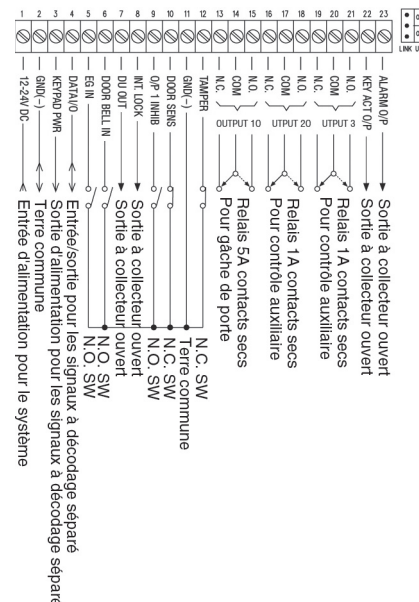 1 2 3 4 5 6 7 8 9 10 11 12 13 14 15 16 17 18 19 20 21 22 23
LINK
12-24V DC
GND(–)
KEYPAD PWR
DATA I/O
EG IN
DOOR BELL IN
DU OUT
INT. LOCK
O/P 1 INHIB
DOOR SENS
GND(–)
TAMPER
N.C.
COM
N.O.
N.C.
COM
N.O.
N.C.
COM
N.O.
KEY ACT O/P
ALARM O/P
OUTPUT 10
UTPUT 20
UTPUT 3
Entrée d'alimentation pour le système
Terre commune
Sortie d'alimentation pour les signaux à décodage séparé
Entrée/sortie pour les signaux à décodage séparé
N.O. SW
N.O. SW
Sortie à collecteur ouvert
Sortie à collecteur ouvert
N.O. SW
N.C. SW
Terre commune
N.C. SW
Relais 5A contacts secs
Pour gâche de porte
Relais 1A contacts secs
Pour contrôle auxiliaire
Relais 1A contacts secs
Pour contrôle auxiliaire
Sortie à collecteur ouvert
Sortie à collecteur ouvert